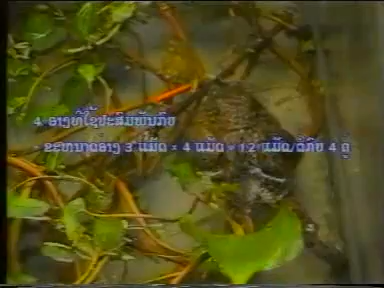 4 ອ່າງທີ່ໃຊ້ປະສົມພັນກົບ
- ຂະຫນາດອ່າງ 3 ແມັດ × 4 ແມັດ × 1.2 ແມັດ/ຕໍ່ກົບ 4 ຄູ່